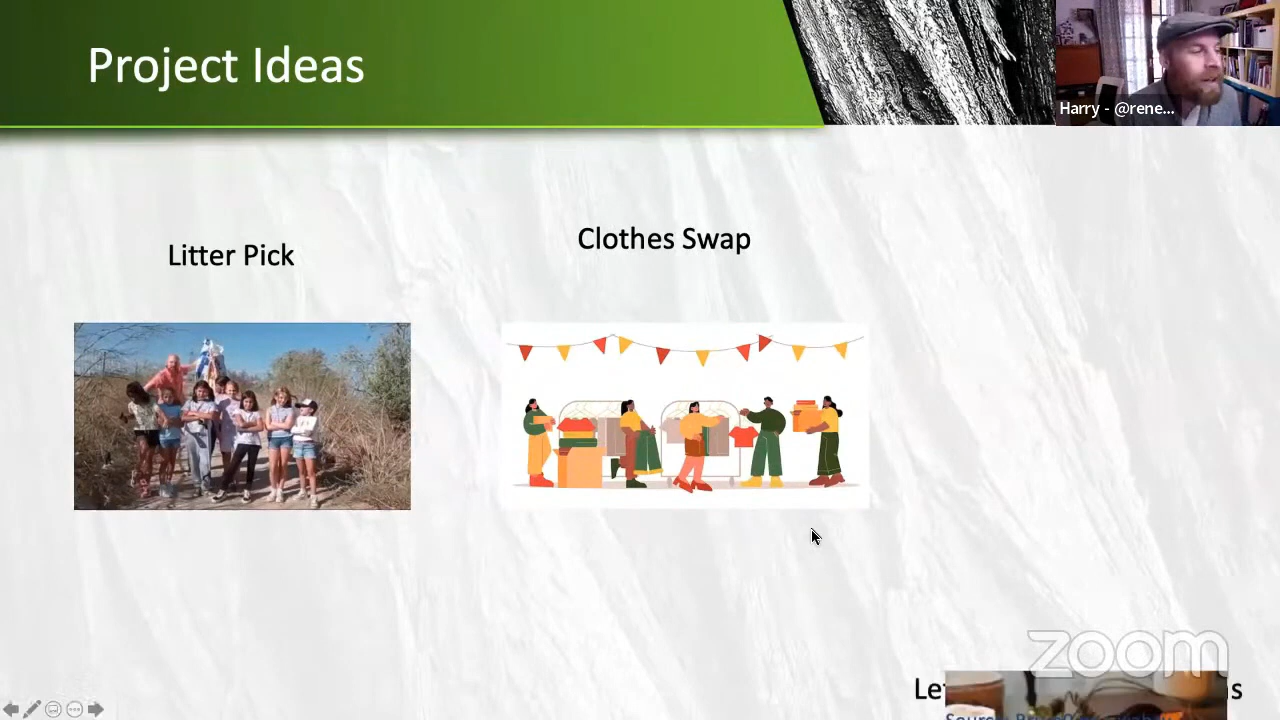 Project Ideas
Harry - @rene...
Litter Pick
Clothes Swap
zoom